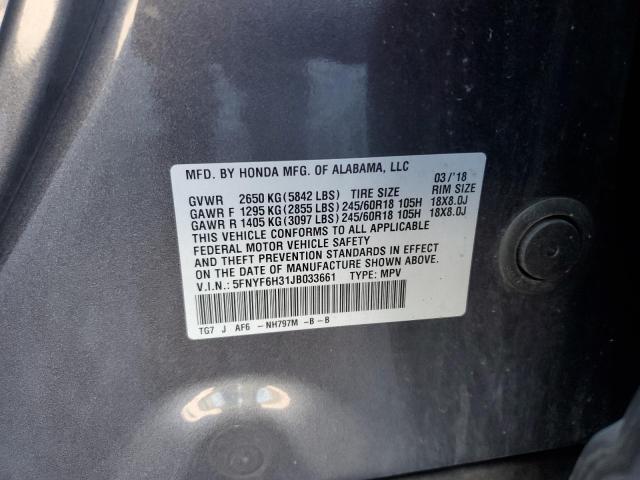 MFD. BY HONDA MFG. OF ALABAMA, LLC 03/'18
GVWR 2650 KG(5842 LBS) TIRE SIZE RIM SIZE
GAWR F 1295 KG(2855 LBS) 245/60R18 105H 18X8.0J
GAWR R 1405 KG(3097 LBS) 245/60R18 105H 18X8.0J
THIS VEHICLE CONFORMS TO ALL APPLICABLE
FEDERAL MOTOR VEHICLE SAFETY
AND THEFT PREVENTION STANDARDS IN EFFECT
ON THE DATE OF MANUFACTURE SHOWN ABOVE.
V.I.N.: 5FNYF6H31JB033661 TYPE: MPV
TG7 J AF6 -NH797M -B-B